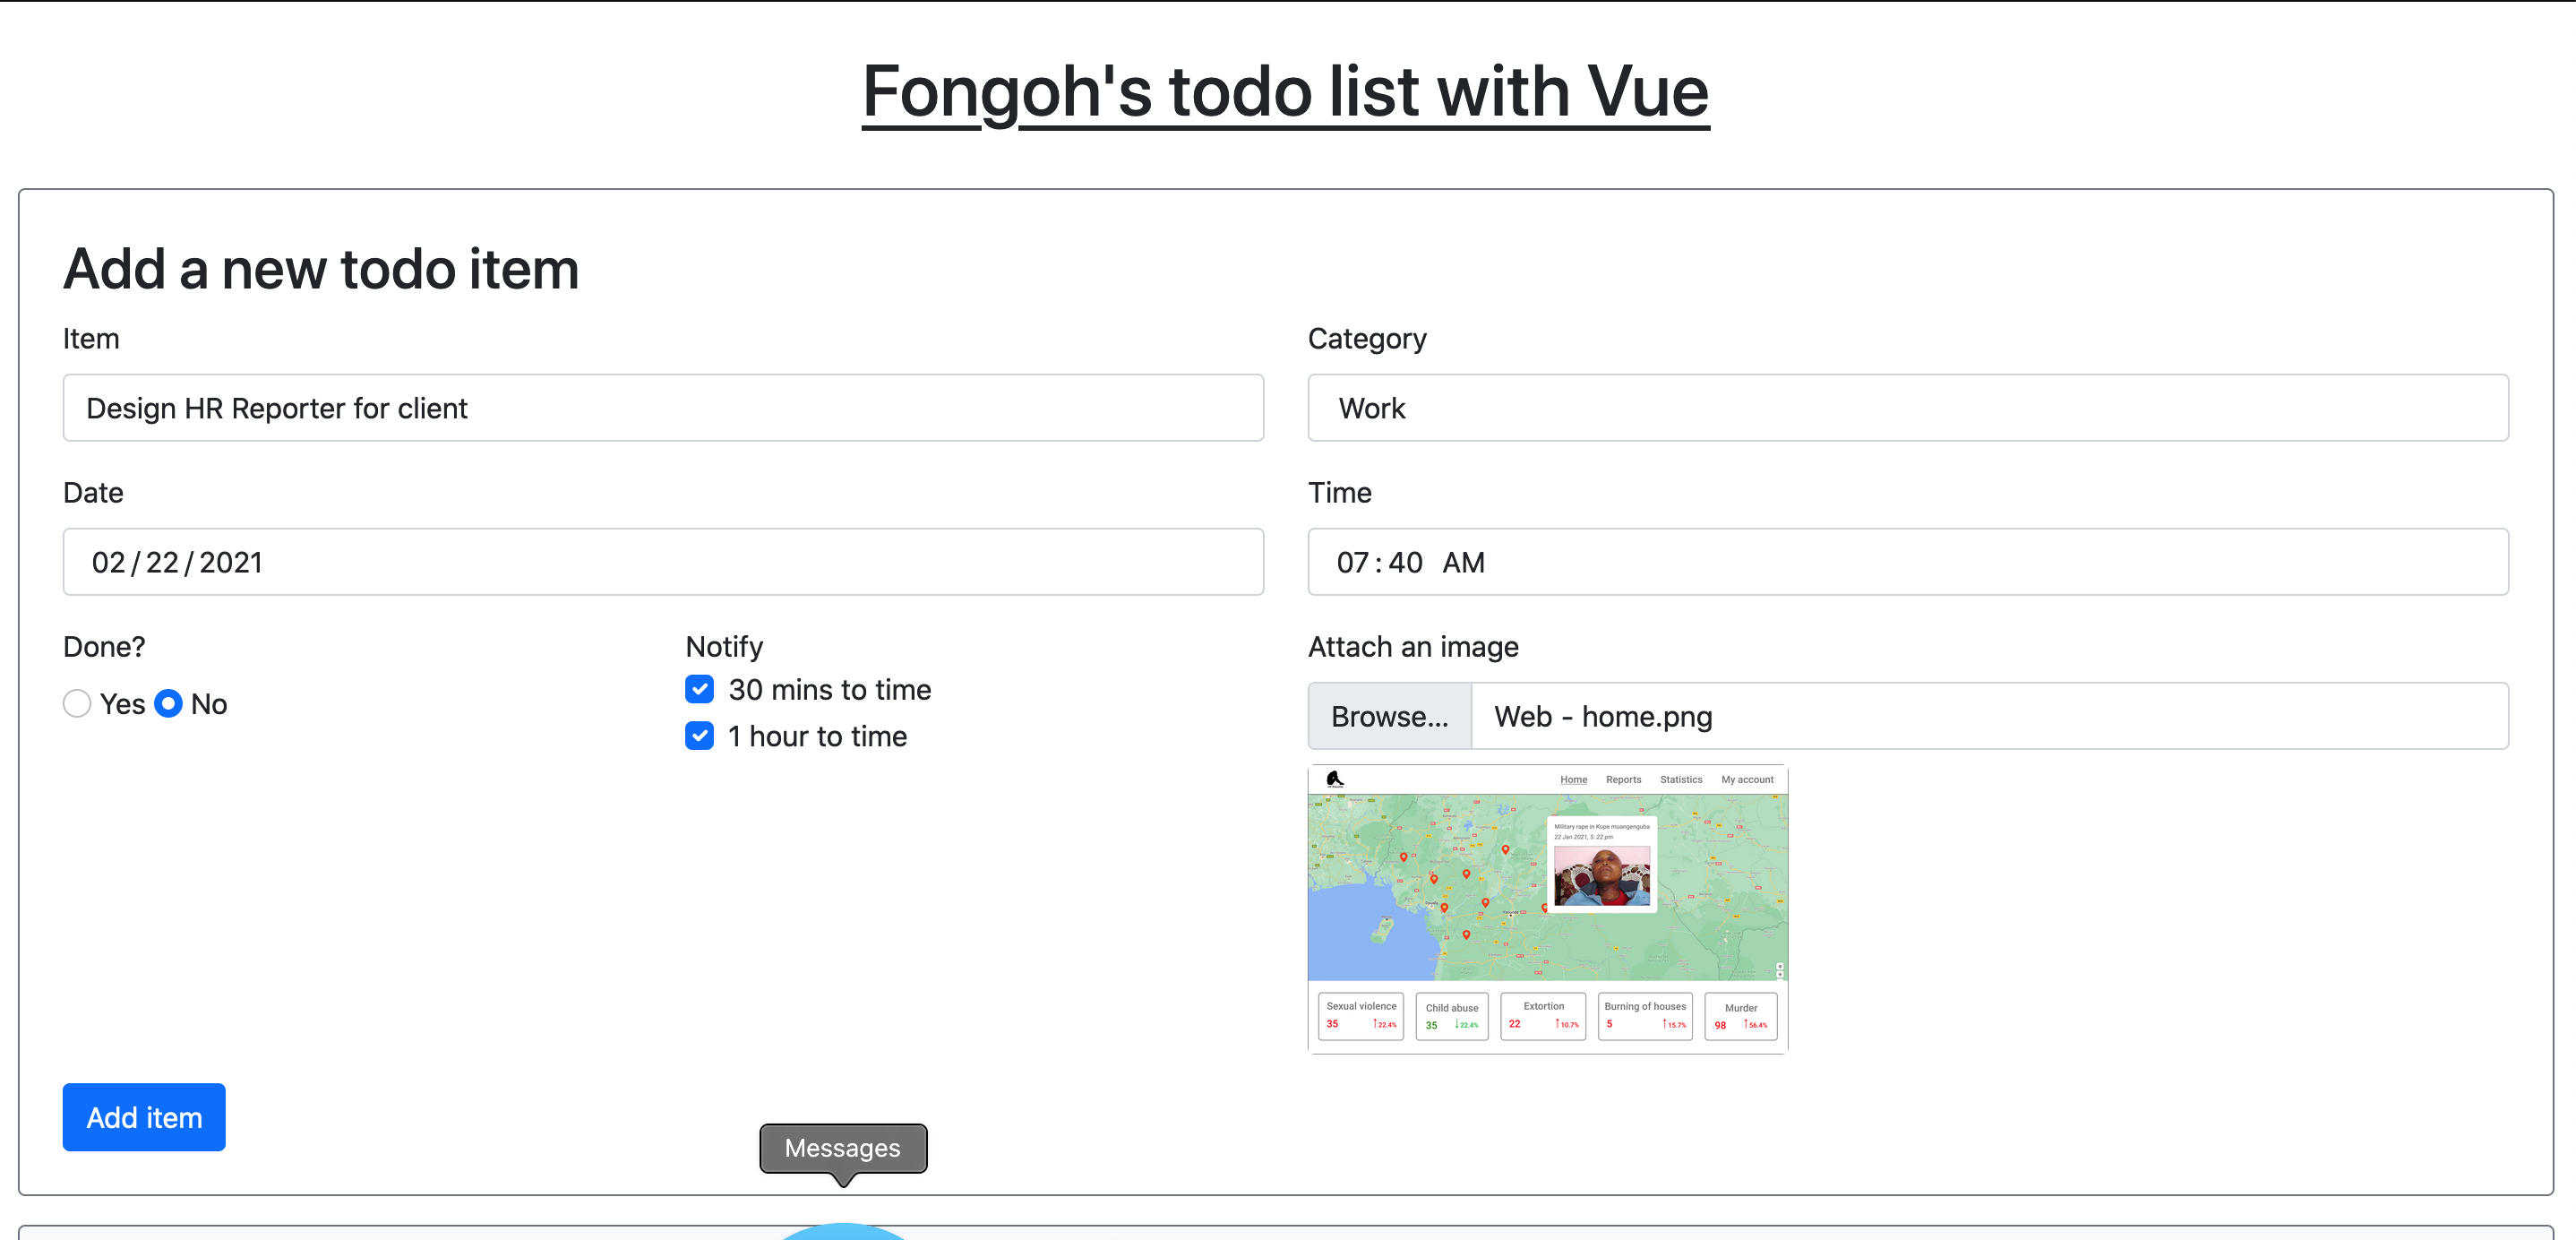 Fongoh's todo list with Vue
Add a new todo item
Item
Category
Design HR Reporter for client
Work
Date
Time
02/22/2021
07:40 AM
Done?
Notify
Attach an image
Yes
No
30 mins to time
1 hour to time
Browse...
Web - home.png
Home Reports Statistics My account
Military rape in Kupe muangenguba
22 Jan 2021, 5: 22 pm
Sexual violence
35 ↑22.4%
Child abuse
35 ↓22.4%
Extortion
22 ↑10.7%
Burning of houses
5 ↑15.7%
Murder
98 ↑56.4%
Add item
Messages